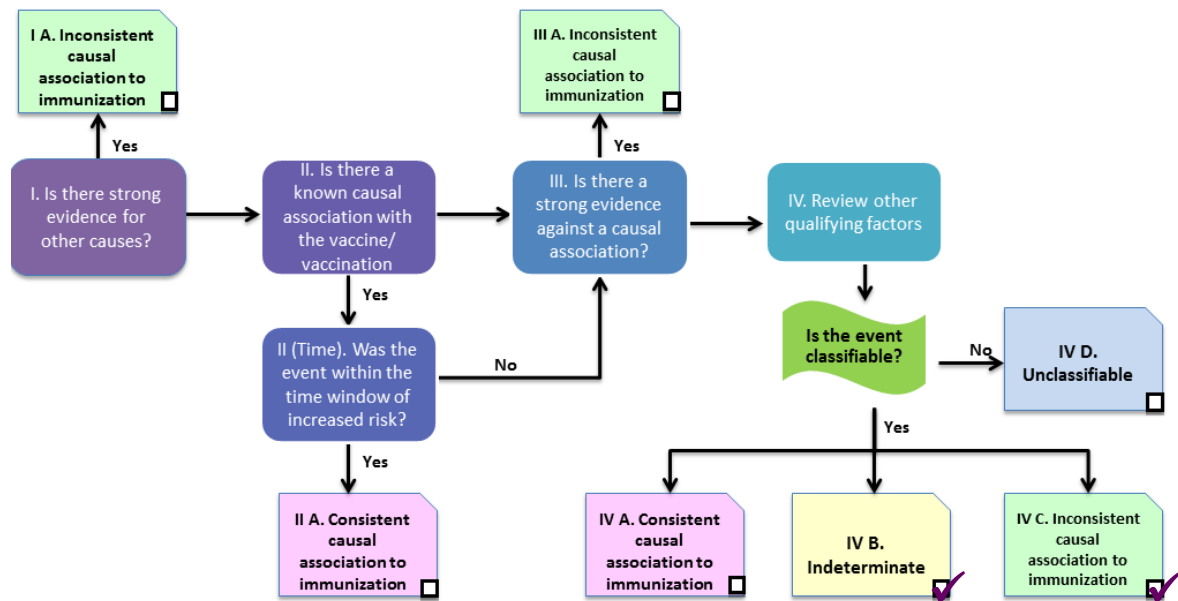 I A. Inconsistent
causal
association to
immunization
III A. Inconsistent
causal
association to
immunization
Yes
Yes
I. Is there strong
evidence for
other causes?
II. Is there a
known causal
association with
the vaccine/
vaccination
III. Is there a
strong evidence
against a causal
association?
IV. Review other
qualifying factors
Yes
II (Time). Was the
event within the
time window of
increased risk?
No
Is the event
classifiable?
No
IV D.
Unclassifiable
Yes
Yes
II A. Consistent
causal
association to
immunization
IV A. Consistent
causal
association to
immunization
IV B.
Indeterminate
IV C. Inconsistent
causal
association to
immunization